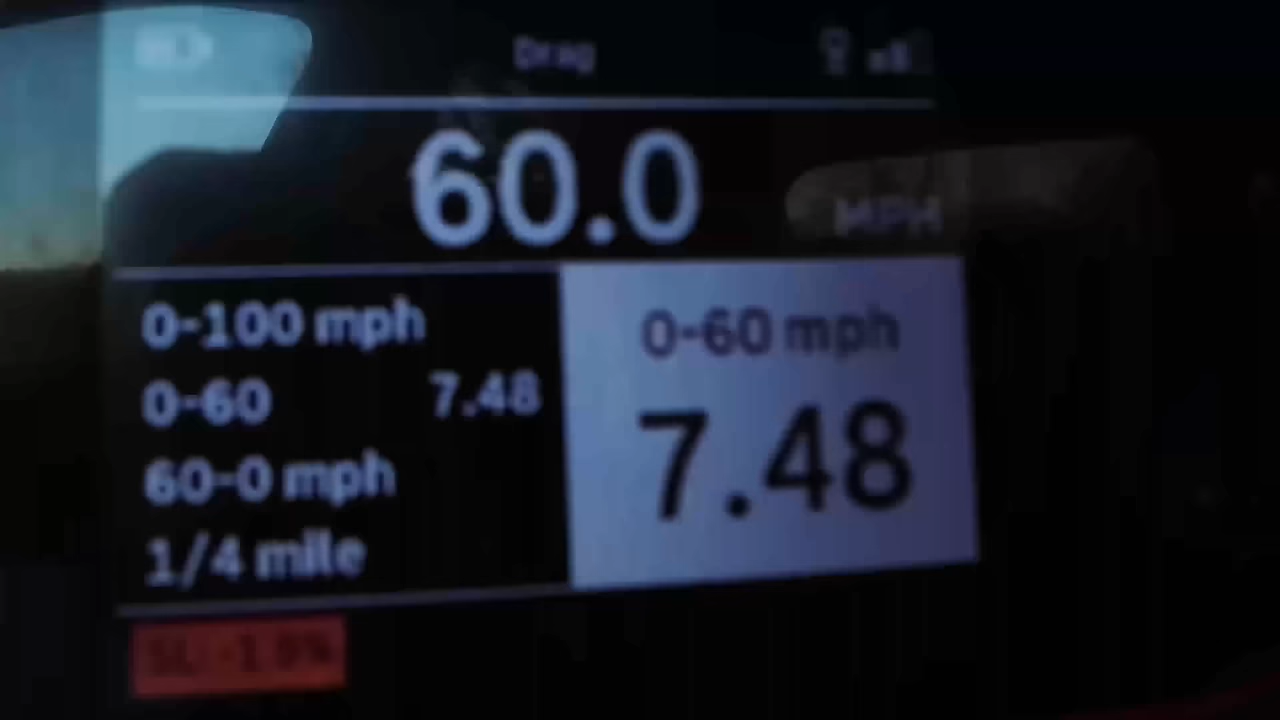 Drag
60.0
MPH
0-100 mph
0-60 7.48
60-0 mph
1/4 mile
0-60 mph
7.48